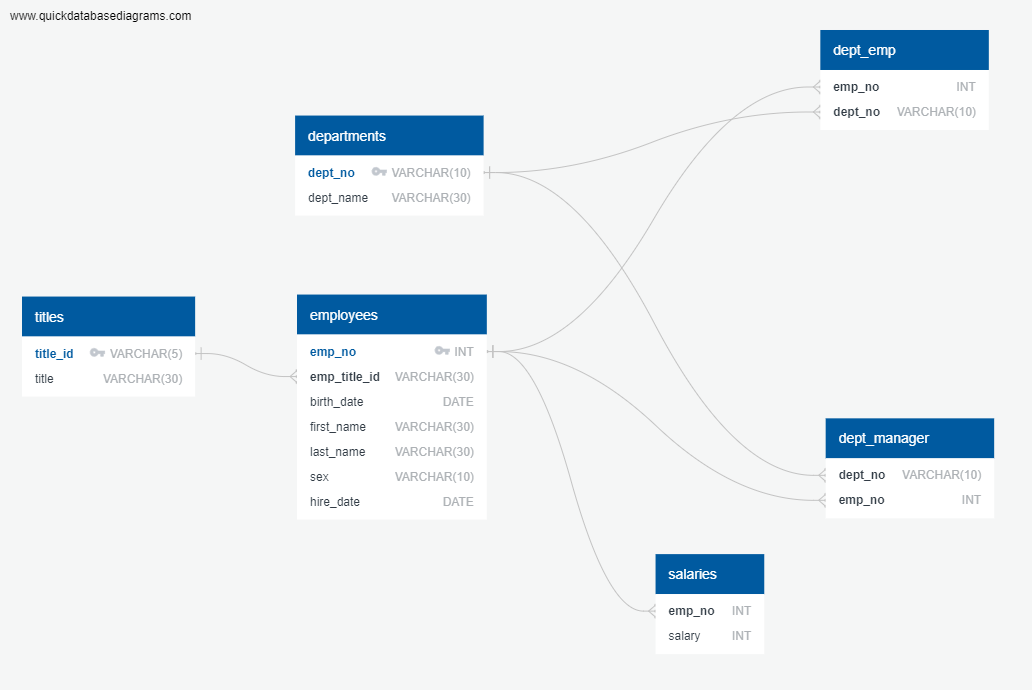 www.quickdatabasediagrams.com
dept_emp
emp_no INT
dept_no VARCHAR(10)
departments
dept_no VARCHAR(10)
dept_name VARCHAR(30)
titles
title_id VARCHAR(5)
title VARCHAR(30)
employees
emp_no INT
emp_title_id VARCHAR(30)
birth_date DATE
first_name VARCHAR(30)
last_name VARCHAR(30)
sex VARCHAR(10)
hire_date DATE
dept_manager
dept_no VARCHAR(10)
emp_no INT
salaries
emp_no INT
salary INT